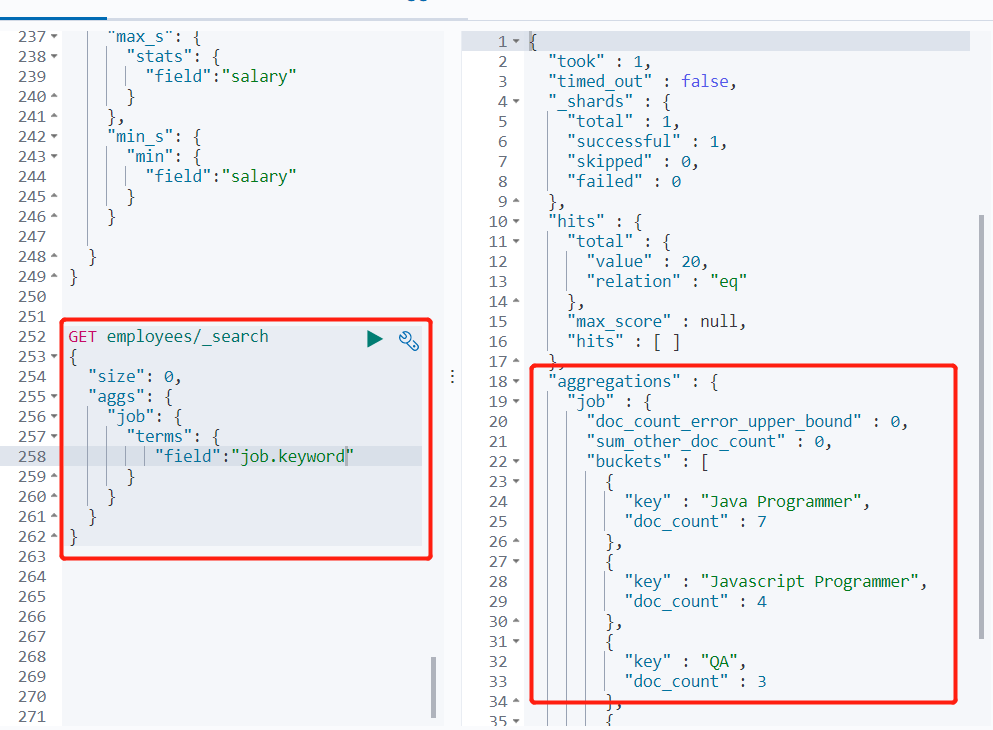 237 "max_s": {
238 "stats": {
239 "field":"salary"
240 }
241 },
242 "min_s": {
243 "min": {
244 "field":"salary"
245 }
246 }
247
248 }
249 }
250
251
252 GET employees/_search
253 {
254 "size": 0,
255 "aggs": {
256 "job": {
257 "terms": {
258 "field":"job.keyword"
259 }
260 }
261 }
262 }
263
264
265
266
267
268
269
270
271
1 {
2 "took" : 1,
3 "timed_out" : false,
4 "_shards" : {
5 "total" : 1,
6 "successful" : 1,
7 "skipped" : 0,
8 "failed" : 0
9 },
10 "hits" : {
11 "total" : {
12 "value" : 20,
13 "relation" : "eq"
14 },
15 "max_score" : null,
16 "hits" : [ ]
17 },
18 "aggregations" : {
19 "job" : {
20 "doc_count_error_upper_bound" : 0,
21 "sum_other_doc_count" : 0,
22 "buckets" : [
23 {
24 "key" : "Java Programmer",
25 "doc_count" : 7
26 },
27 {
28 "key" : "Javascript Programmer",
29 "doc_count" : 4
30 },
31 {
32 "key" : "QA",
33 "doc_count" : 3
34 },
35 {